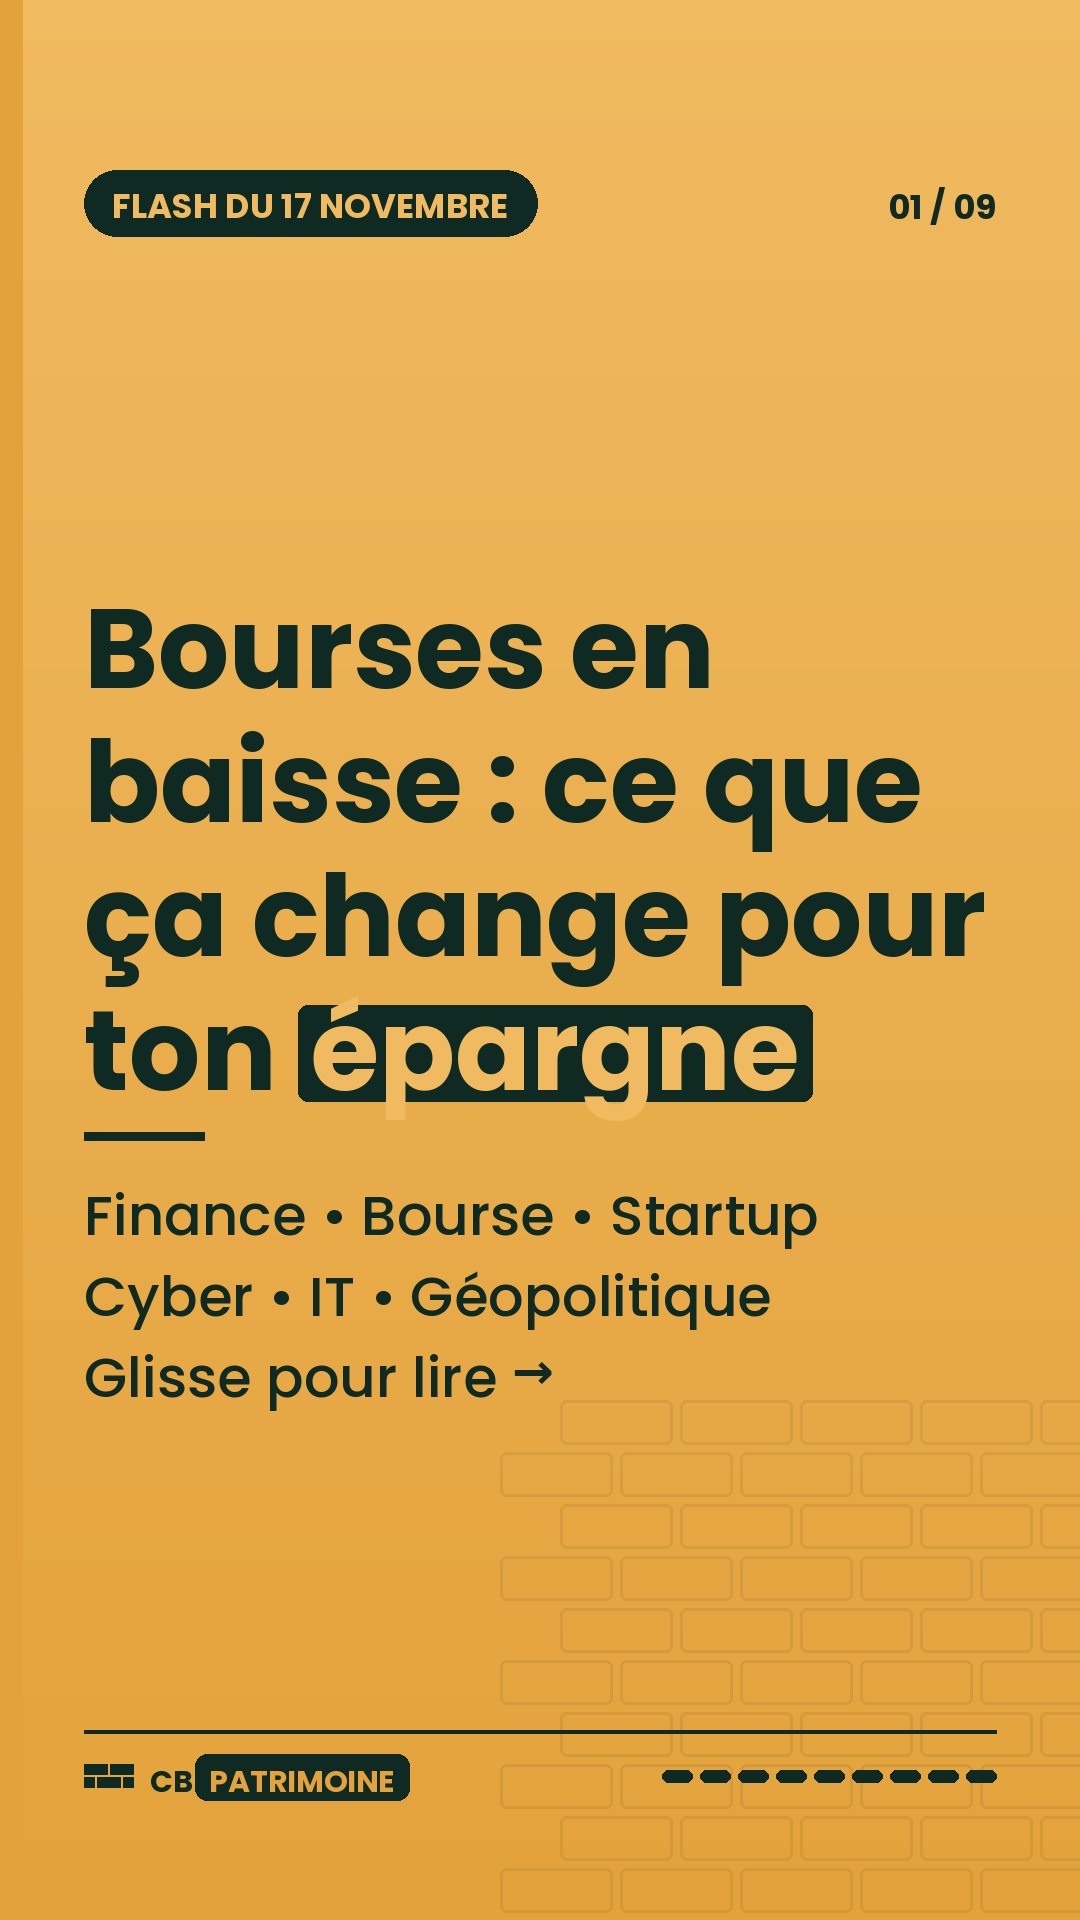 FLASH DU 17 NOVEMBRE
01 / 09
Bourses en
baisse : ce que
ça change pour
ton épargne
Finance • Bourse • Startup
Cyber • IT • Géopolitique
Glisse pour lire →
CB PATRIMOINE